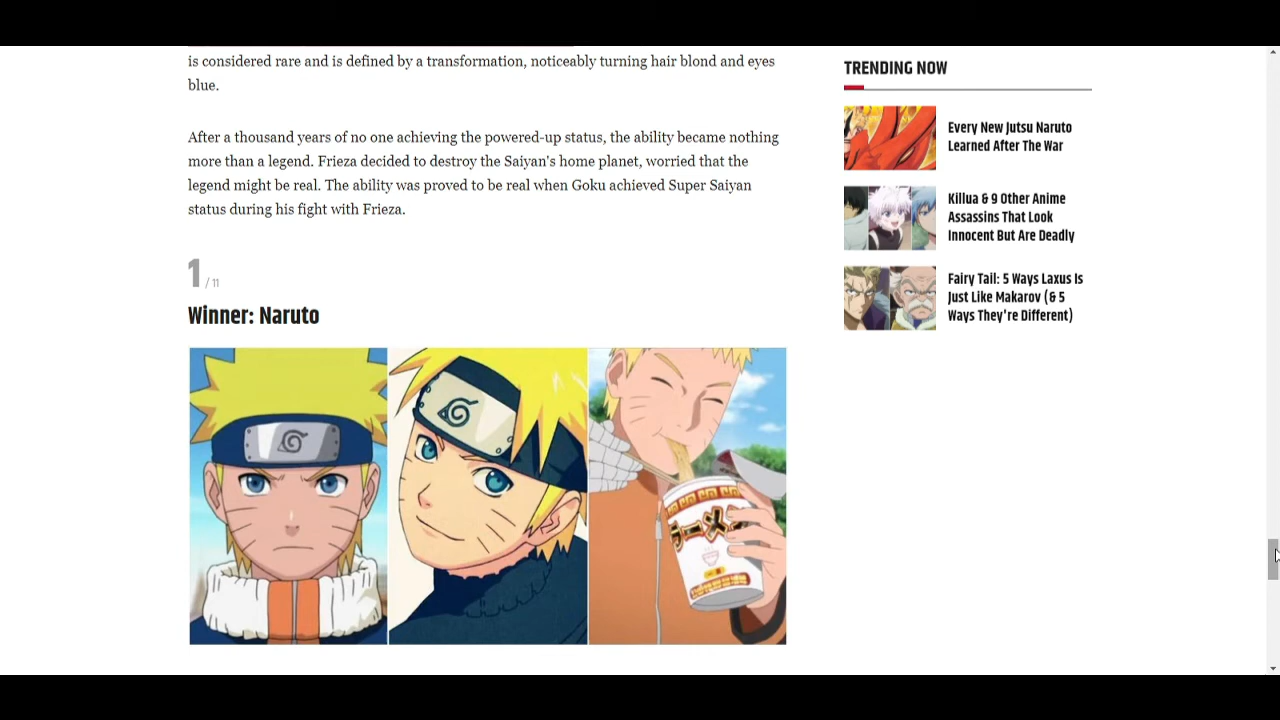 is considered rare and is defined by a transformation, noticeably turning hair blond and eyes
blue.
After a thousand years of no one achieving the powered-up status, the ability became nothing
more than a legend. Frieza decided to destroy the Saiyan's home planet, worried that the
legend might be real. The ability was proved to be real when Goku achieved Super Saiyan
status during his fight with Frieza.
1 / 11
Winner: Naruto
ラーメン
TRENDING NOW
Every New Jutsu Naruto
Learned After The War
Killua & 9 Other Anime
Assassins That Look
Innocent But Are Deadly
Fairy Tail: 5 Ways Laxus Is
Just Like Makarov (& 5
Ways They're Different)